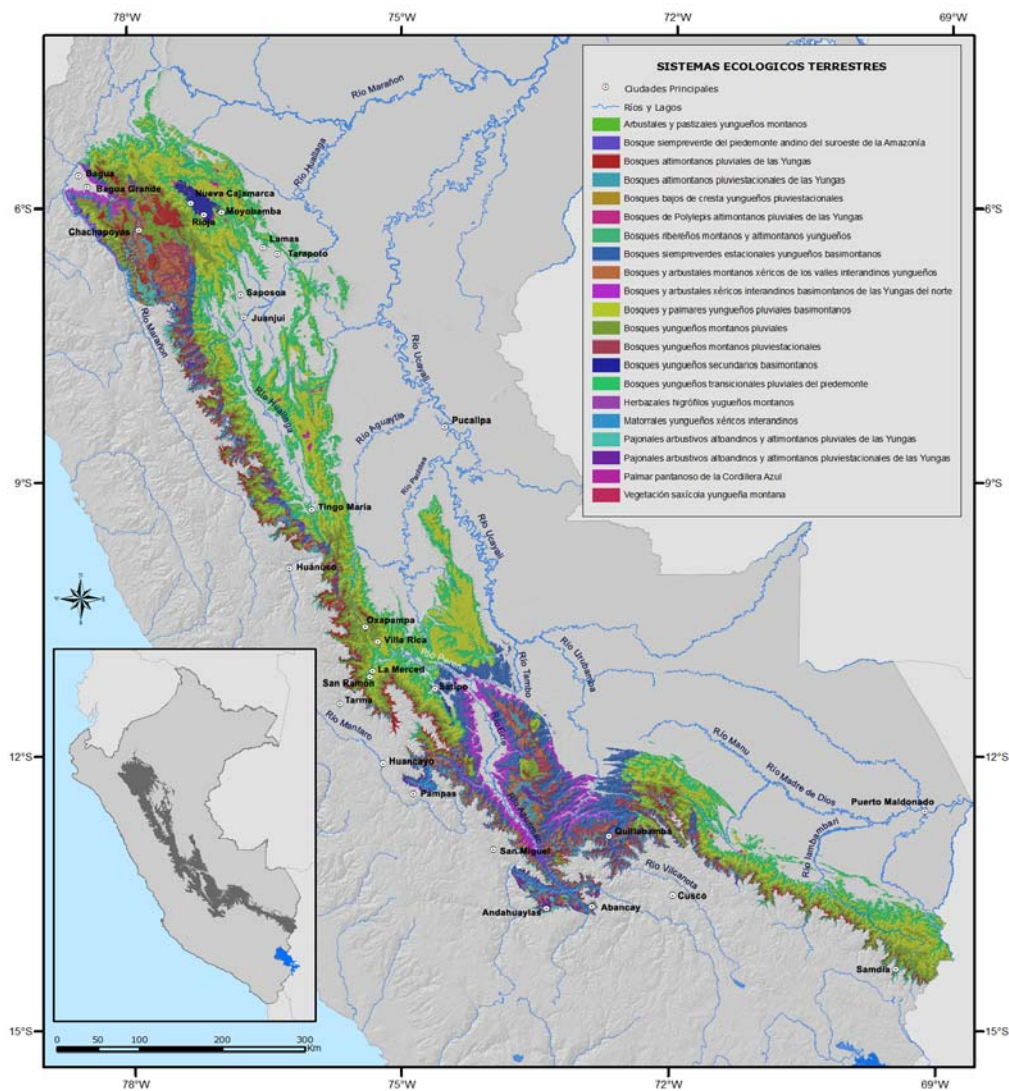 78°W
75°W
72°W
69°W
SISTEMAS ECOLOGICOS TERRESTRES
Ciudades Principales
Ríos y Lagos
Arbustales y pastizales yungueños montanos
Bosque siempreverde del piedemonte andino del suroeste de la Amazonía
Bosques altimontanos pluviales de las Yungas
Bosques altimontanos pluviestacionales de las Yungas
Bosques bajos de cresta yungueños pluviestacionales
Bosques de Polylepis altimontanos pluviales de las Yungas
Bosques ribereños montanos y altimontanos yungueños
Bosques siempreverdes estacionales yungueños basimontanos
Bosques y arbustales montanos xéricos de los valles interandinos yungueños
Bosques y arbustales xéricos interandinos basimontanos de las Yungas del norte
Bosques y palmares yungueños pluviales basimontanos
Bosques yungueños montanos pluviales
Bosques yungueños montanos pluviestacionales
Bosques yungueños secundarios basimontanos
Bosques yungueños transicionales pluviales del piedemonte
Herbazales higrófilos yugueños montanos
Matorrales yungueños xéricos interandinos
Pajonales arbustivos altoandinos y altimontanos pluviales de las Yungas
Pajonales arbustivos altoandinos y altimontanos pluviestacionales de las Yungas
Palmar pantanoso de la Cordillera Azul
Vegetación saxícola yungueña montana
Río Marañon
Río Huallaga
Bagua
Bagua Grande
Nueva Cajamarca
6°S
6°S
Moyobamba
Rioja
Chachapoyas
Lamas
Tarapoto
Saposoa
Juanjui
Río Marañon
Río Ucayali
Río Huallaga
Río Aguaytía
Pucallpa
9°S
9°S
Tingo María
Río Ucayali
Huánuco
Oxapampa
Villa Rica
Río Tambo
Río Urubamba
La Merced
San Ramón
Satipo
Tarma
Río Mantaro
12°S
12°S
Huancayo
Pampas
Río Manu
Río Madre de Dios
Puerto Maldonado
Quillabamba
San Miguel
Río Vilcanota
Cusco
Andahuaylas
Abancay
Samdia
15°S
15°S
0 50 100 200 300
Km
78°W
75°W
72°W
69°W